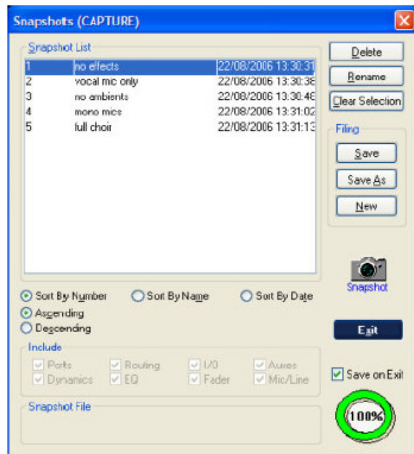 Snapshots (CAPTURE)
Snapshot List
1 no effects 22/08/2006 13:30:31
2 vocal mic only 22/08/2006 13:30:38
3 no ambients 22/08/2006 13:30:46
4 mono mics 22/08/2006 13:31:02
5 full choir 22/08/2006 13:31:13
Delete
Rename
Clear Selection
Filing
Save
Save As
New
Snapshot
Sort By Number Sort By Name Sort By Date
Ascending
Descending
Exit
Include
Ports Routing I/O Auxes
Dynamics EQ Fader Mic/Line
Save on Exit
Snapshot File
100%